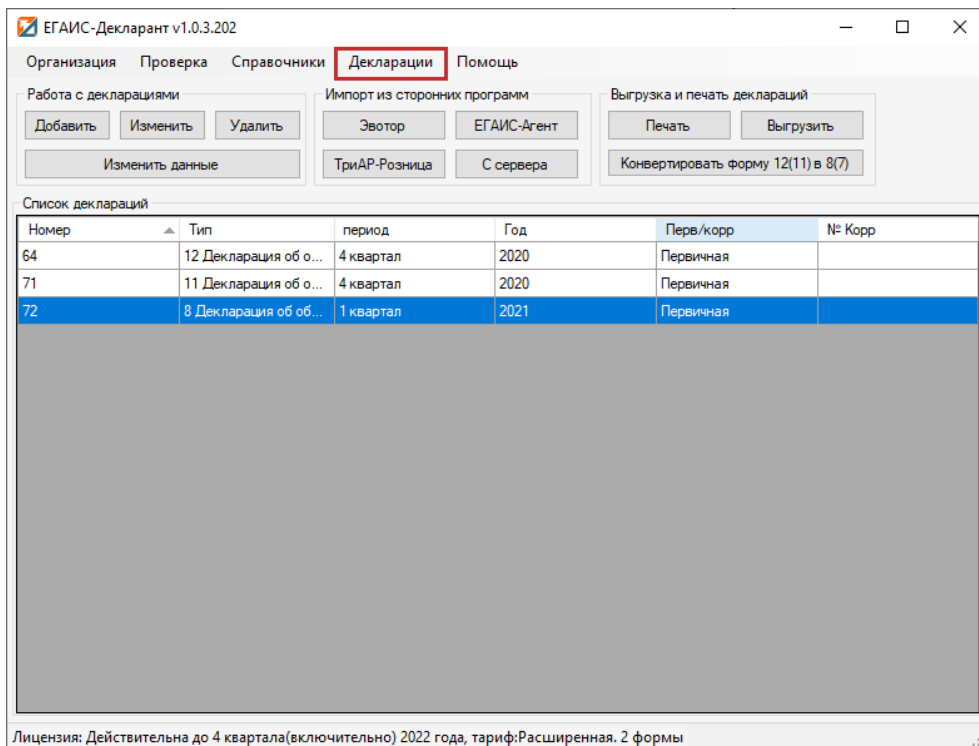 ЕГАИС-Декларант v1.0.3.202
Организация Проверка Справочники Декларации Помощь
Работа с декларациями Импорт из сторонних программ Выгрузка и печать деклараций
Добавить Изменить Удалить Эвотор ЕГАИС-Агент Печать Выгрузить
Изменить данные ТриАР-Розница С сервера Конвертировать форму 12(11) в 8(7)
Список деклараций
Номер Тип период Год Перв/корр № Корр
64 12 Декларация об о... 4 квартал 2020 Первичная
71 11 Декларация об о... 4 квартал 2020 Первичная
72 8 Декларация об об... 1 квартал 2021 Первичная
Лицензия: Действительна до 4 квартала(включительно) 2022 года, тариф:Расширенная. 2 формы